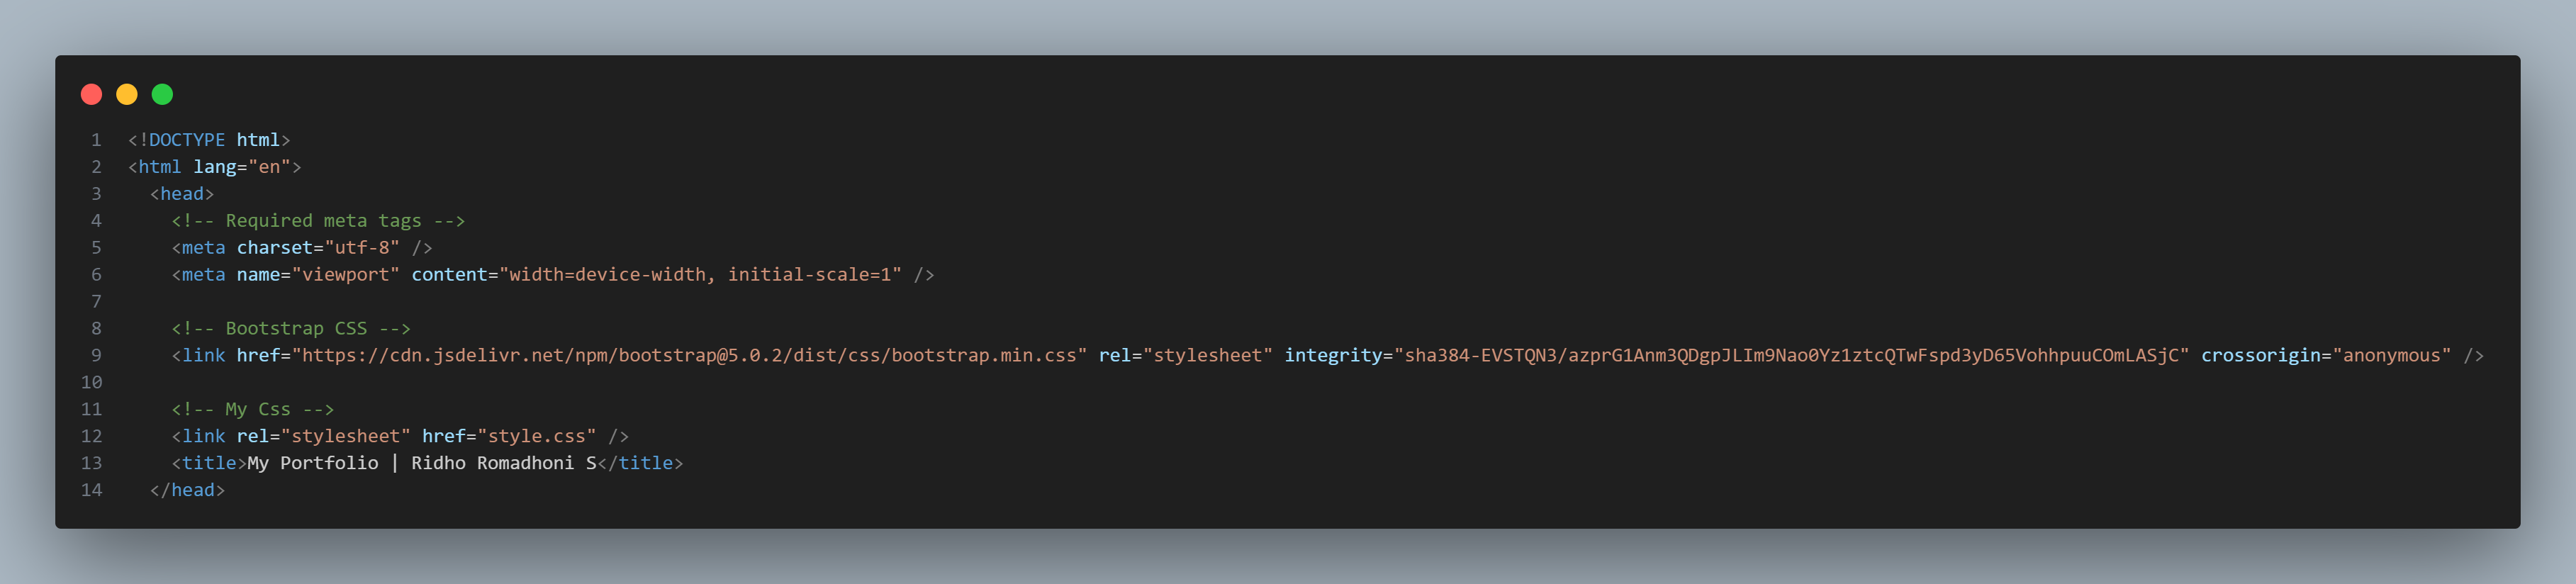 1 <!DOCTYPE html>
2 <html lang="en">
3 <head>
4 <!-- Required meta tags -->
5 <meta charset="utf-8" />
6 <meta name="viewport" content="width=device-width, initial-scale=1" />
7
8 <!-- Bootstrap CSS -->
9 <link href="https://cdn.jsdelivr.net/npm/bootstrap@5.0.2/dist/css/bootstrap.min.css" rel="stylesheet" integrity="sha384-EVSTQN3/azprG1Anm3QDgpJLIm9Nao0Yz1ztcQTwFspd3yD65VohhpuuCOmLASjC" crossorigin="anonymous" />
10
11 <!-- My Css -->
12 <link rel="stylesheet" href="style.css" />
13 <title>My Portfolio | Ridho Romadhoni S</title>
14 </head>